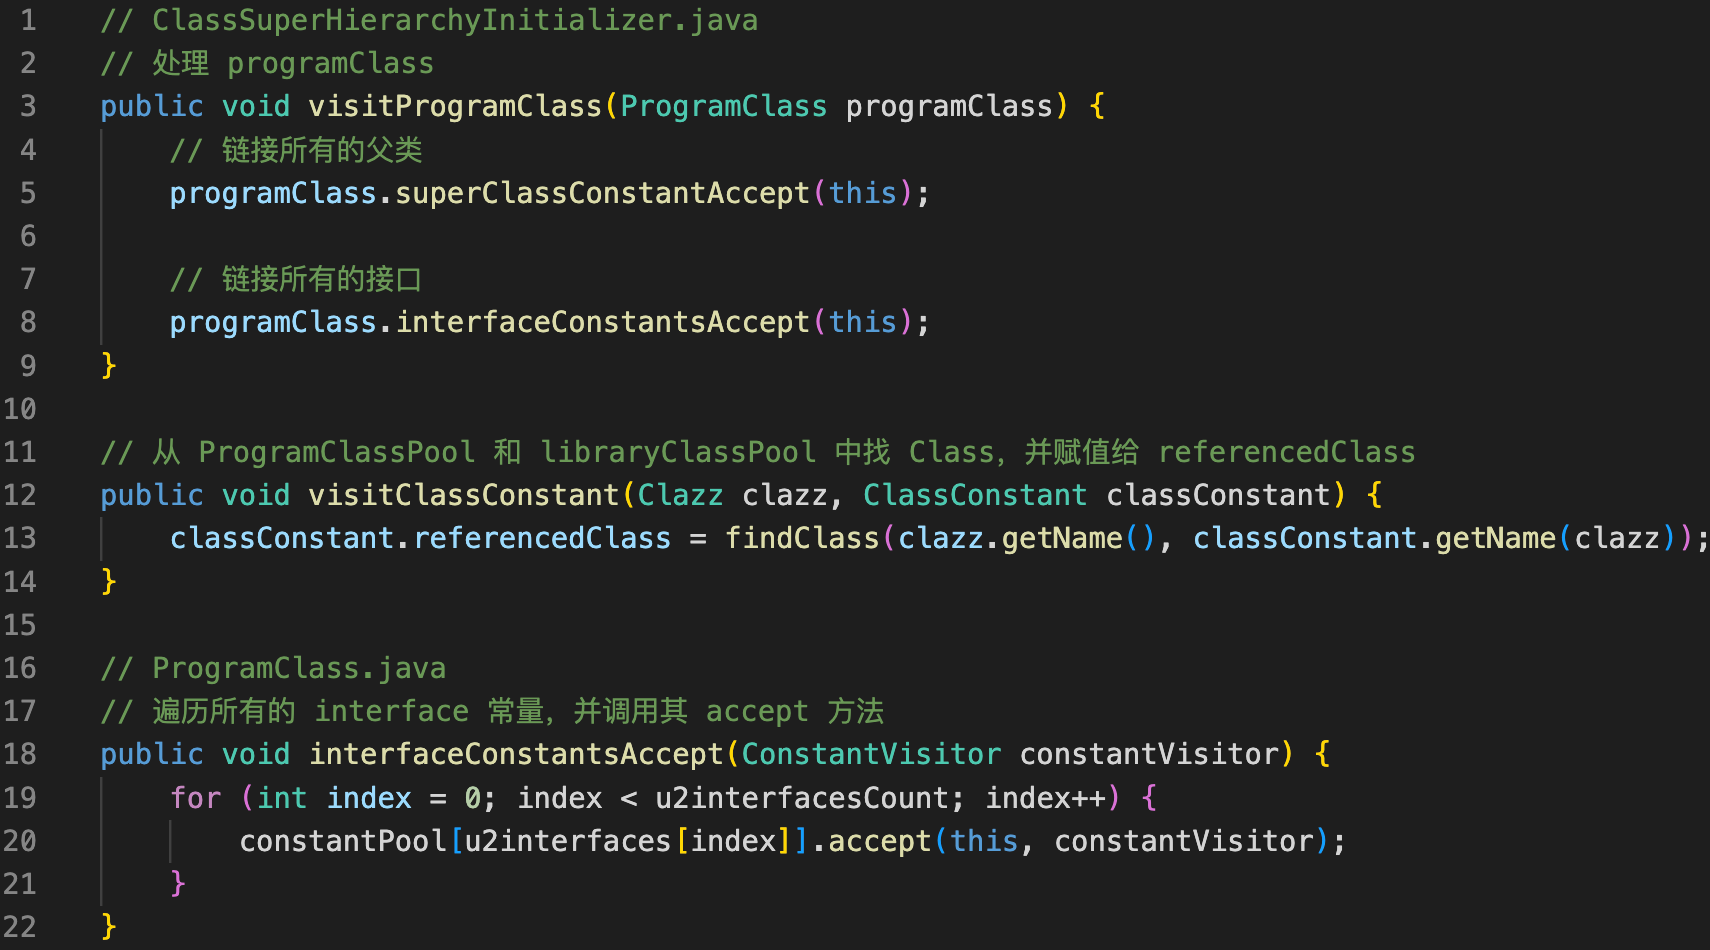 1 // ClassSuperHierarchyInitializer.java
2 // 处理 programClass
3 public void visitProgramClass(ProgramClass programClass) {
4 // 链接所有的父类
5 programClass.superClassConstantAccept(this);
6
7 // 链接所有的接口
8 programClass.interfaceConstantsAccept(this);
9 }
10
11 // 从 ProgramClassPool 和 libraryClassPool 中找 Class，并赋值给 referencedClass
12 public void visitClassConstant(Clazz clazz, ClassConstant classConstant) {
13 classConstant.referencedClass = findClass(clazz.getName(), classConstant.getName(clazz));
14 }
15
16 // ProgramClass.java
17 // 遍历所有的 interface 常量，并调用其 accept 方法
18 public void interfaceConstantsAccept(ConstantVisitor constantVisitor) {
19 for (int index = 0; index < u2interfacesCount; index++) {
20 constantPool[u2interfaces[index]].accept(this, constantVisitor);
21 }
22 }